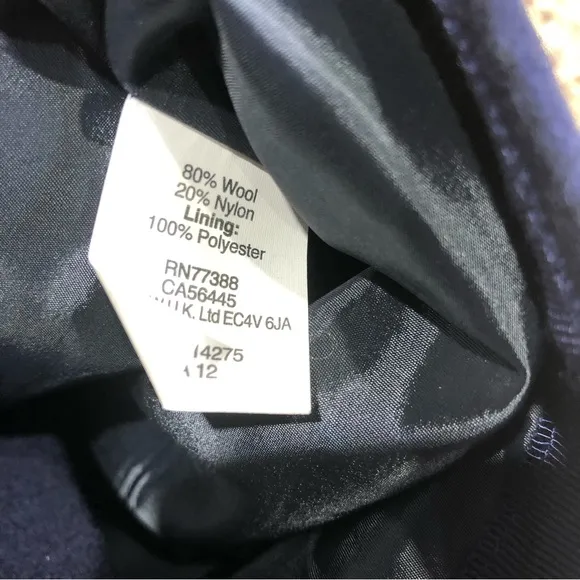 80% Wool
20% Nylon
Lining:
100% Polyester
RN77388
CA56445
U.K. Ltd EC4V 6JA
14275
12